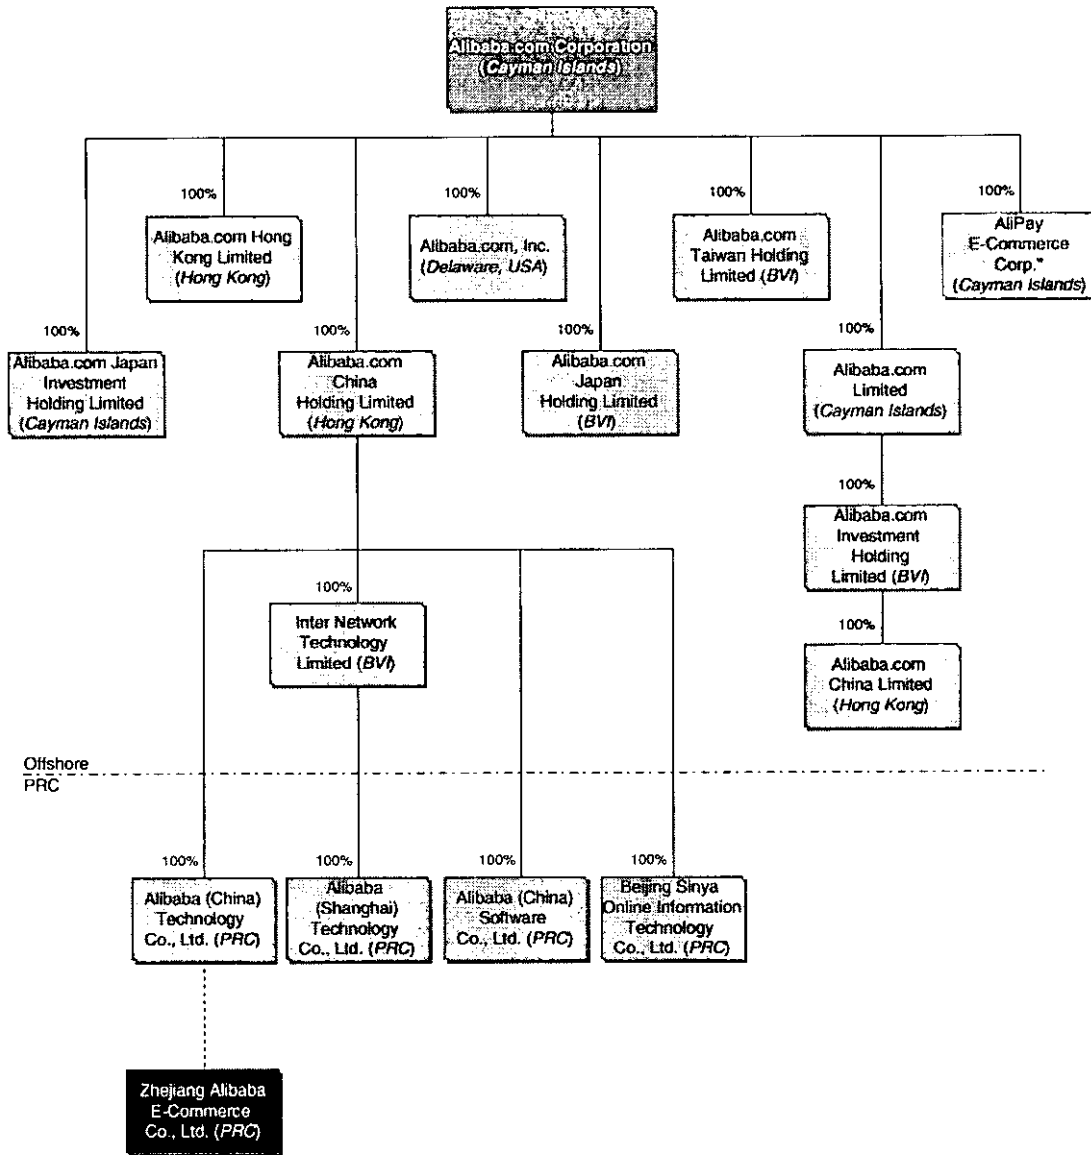 Alibaba.com Corporation
(Cayman Islands)
100%
100%
100%
100%
Alibaba.com Hong
Kong Limited
(Hong Kong)
Alibaba.com, Inc.
(Delaware, USA)
Alibaba.com
Taiwan Holding
Limited (BVI)
AliPay
E-Commerce
Corp.*
(Cayman Islands)
100%
100%
100%
100%
Alibaba.com Japan
Investment
Holding Limited
(Cayman Islands)
Alibaba.com
China
Holding Limited
(Hong Kong)
Alibaba.com
Japan
Holding Limited
(BVI)
Alibaba.com
Limited
(Cayman Islands)
100%
Alibaba.com
Investment
Holding
Limited (BVI)
100%
Inter Network
Technology
Limited (BVI)
100%
Alibaba.com
China Limited
(Hong Kong)
Offshore
PRC
100%
100%
100%
100%
Alibaba (China)
Technology
Co., Ltd. (PRC)
Alibaba
(Shanghai)
Technology
Co., Ltd. (PRC)
Alibaba (China)
Software
Co., Ltd. (PRC)
Beijing Sinya
Online Information
Technology
Co., Ltd. (PRC)
Zhejiang Alibaba
E-Commerce
Co., Ltd. (PRC)